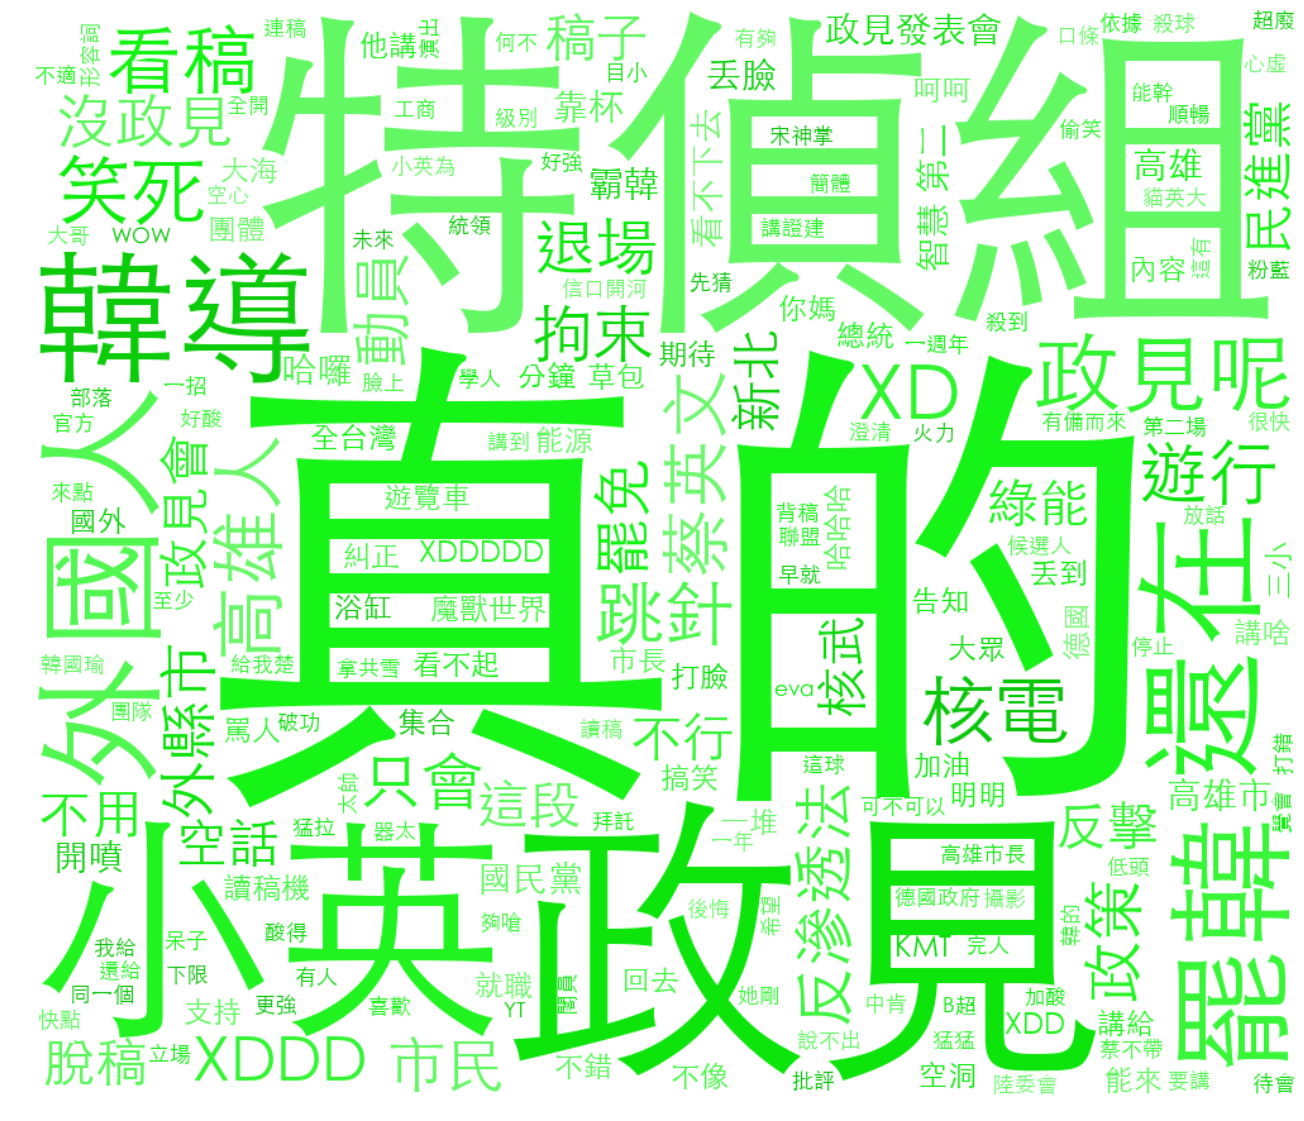 形容詞
連稿
他講
出來
何不
稿子
有夠
政見發表會
口條
依據
殺球
超廢
不適
看稿
特偵組
目小
丟臉
心虛
沒政見
全開
工商
級別
靠杯
呵呵
能幹
順暢
偷笑
民進黨
笑死
大海
小英為
好強
霸韓
看不下去
宋神掌
簡體
智慧
第二
高雄
貓英大
空心
團體
大哥
WOW
未來
統領
退場
講證建
內容
這有
粉藍
韓導
動員
信口開河
先猜
你媽
拘束
總統
一週年
殺到
期待
新北
哈囉
臉上
學人
分鐘
草包
XD
政見呢
一招
部落
官方
好酸
外國人
政見會
高雄人
全台灣
講到
能源
蔡英文
澄清
火力
有備而來
第二場
很快
遊行
真的
來點
國外
遊覽車
罷免
背稿
聯盟
哈哈哈
綠能
放話
還在
糾正
XDDDDD
早就
候選人
丟到
三小
至少
浴缸
魔獸世界
跳針
告知
德國
停止
講啥
韓國瑜
外縣市
給我楚
拿共雪
看不起
市長
打臉
eva
核武
大眾
核電
團隊
罵人
破功
集合
讀稿
不行
這球
加油
打錯
不用
只會
太帥
這段
搞笑
反滲透法
可不可以
明明
高雄市
開噴
空話
猛拉
器太
拜託
一堆
一年
反擊
覺會
小英
政見
讀稿機
國民黨
高雄市長
低頭
罷韓
德國政府
攝影
政策
我給
呆子
酸得
夠嗆
後悔
希望
KMT
完人
韓的
還給
下限
有人
就職
回去
同一個
快點
支持
更強
喜歡
YT
閣員
她剛
中肯
B超
加酸
XDD
講給
脫稿
立場
XDDD
市民
不錯
不像
說不出
批評
猛猛
空洞
陸委會
蔡不帶
能來
要講
待會